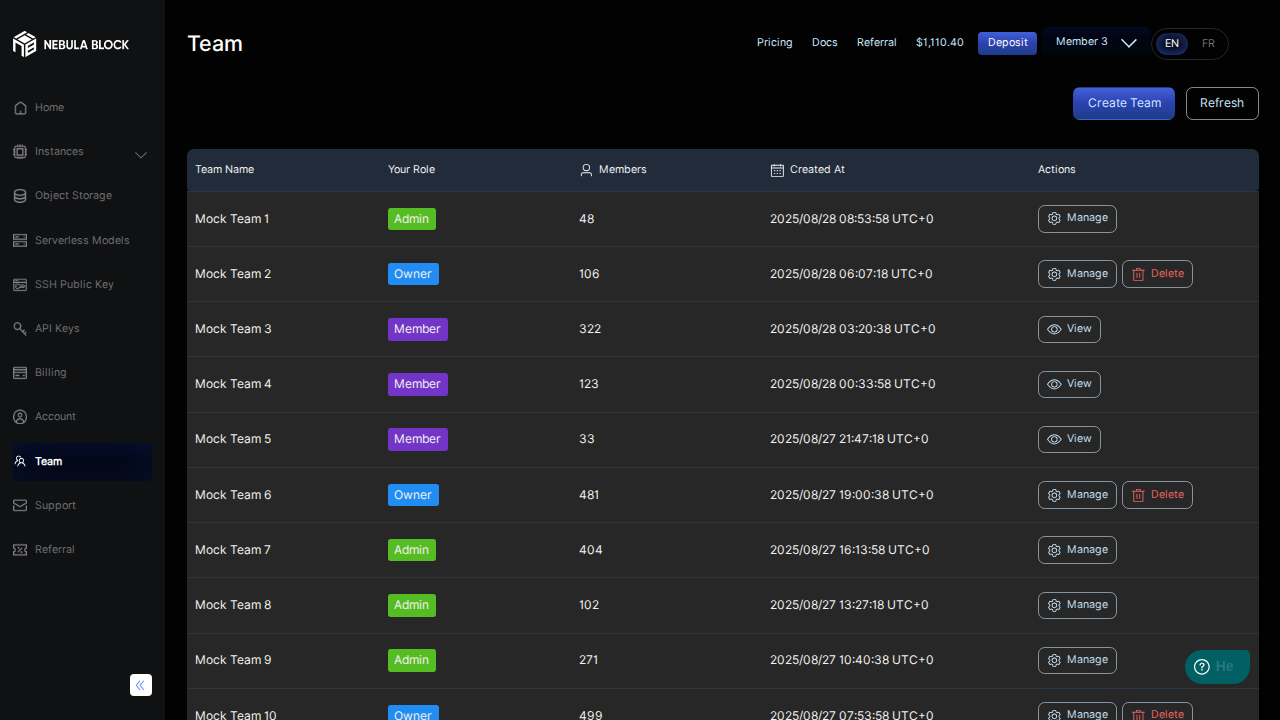 NEBULA BLOCK
Home
Instances
Object Storage
Serverless Models
SSH Public Key
API Keys
Billing
Account
Team
Support
Referral
Team
Pricing Docs Referral $1,110.40 Deposit Member 3 EN FR
Create Team Refresh
Team Name Your Role Members Created At Actions
Mock Team 1 Admin 48 2025/08/28 08:53:58 UTC+0 Manage
Mock Team 2 Owner 106 2025/08/28 06:07:18 UTC+0 Manage Delete
Mock Team 3 Member 322 2025/08/28 03:20:38 UTC+0 View
Mock Team 4 Member 123 2025/08/28 00:33:58 UTC+0 View
Mock Team 5 Member 33 2025/08/27 21:47:18 UTC+0 View
Mock Team 6 Owner 481 2025/08/27 19:00:38 UTC+0 Manage Delete
Mock Team 7 Admin 404 2025/08/27 16:13:58 UTC+0 Manage
Mock Team 8 Admin 102 2025/08/27 13:27:18 UTC+0 Manage
Mock Team 9 Admin 271 2025/08/27 10:40:38 UTC+0 Manage
He
Mock Team 10 Owner 499 2025/08/27 07:53:58 UTC+0 Manage Delete